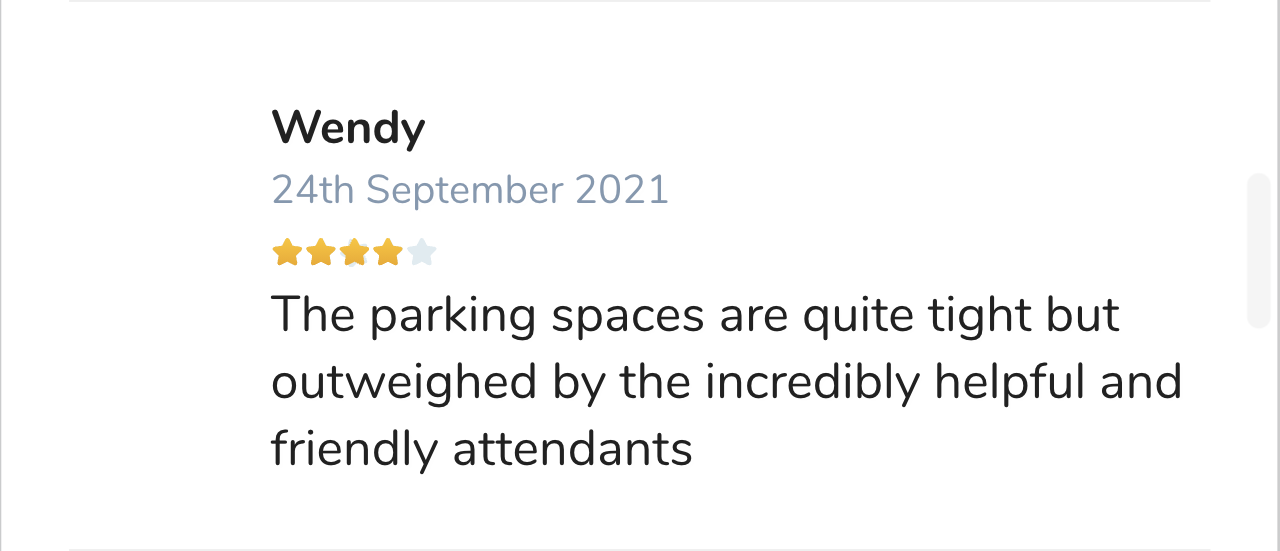 Wendy
24th September 2021
The parking spaces are quite tight but
outweighed by the incredibly helpful and
friendly attendants